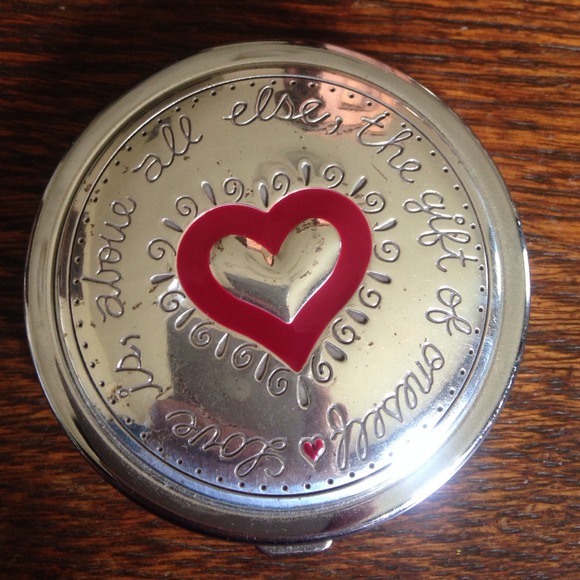 Love is, above all else, the gift of oneself